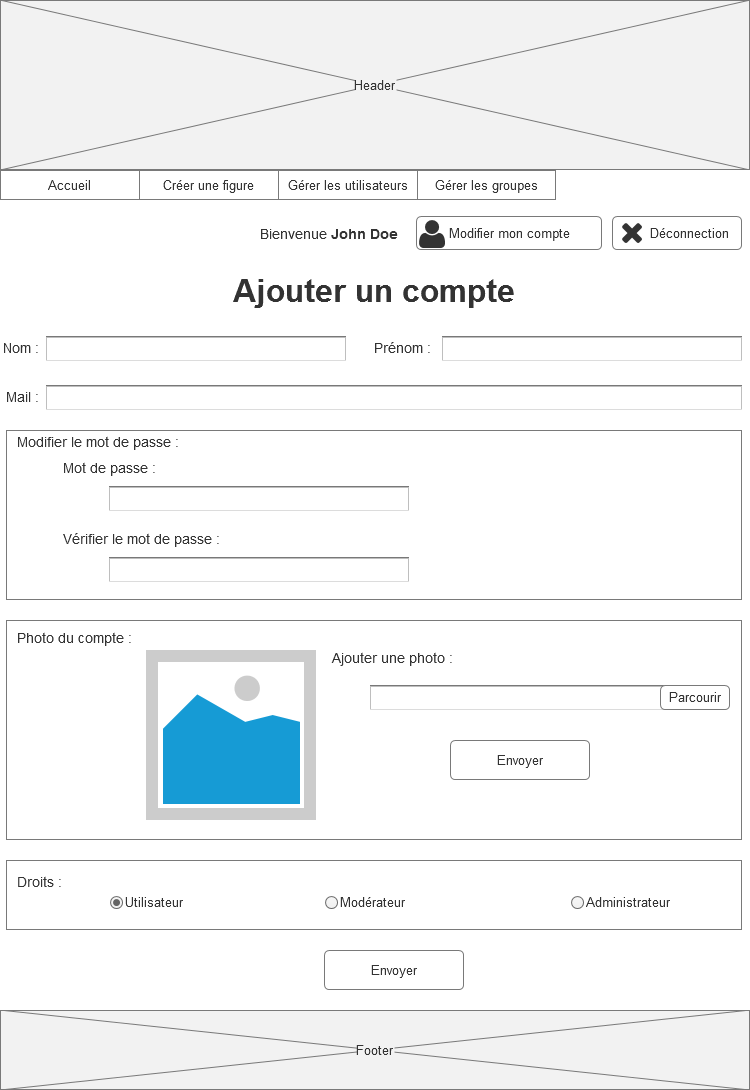 Header
Accueil Créer une figure Gérer les utilisateurs Gérer les groupes
Bienvenue John Doe Modifier mon compte Déconnection
Ajouter un compte
Nom : Prénom :
Mail :
Modifier le mot de passe :
Mot de passe :
Vérifier le mot de passe :
Photo du compte :
Ajouter une photo :
Parcourir
Envoyer
Droits :
Utilisateur Modérateur Administrateur
Envoyer
Footer